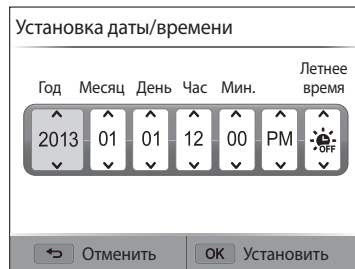 Установка даты/времени
Летнее
Год Месяц День Час Мин. время
2013 01 01 12 00 PM OFF
Отменить OK Установить